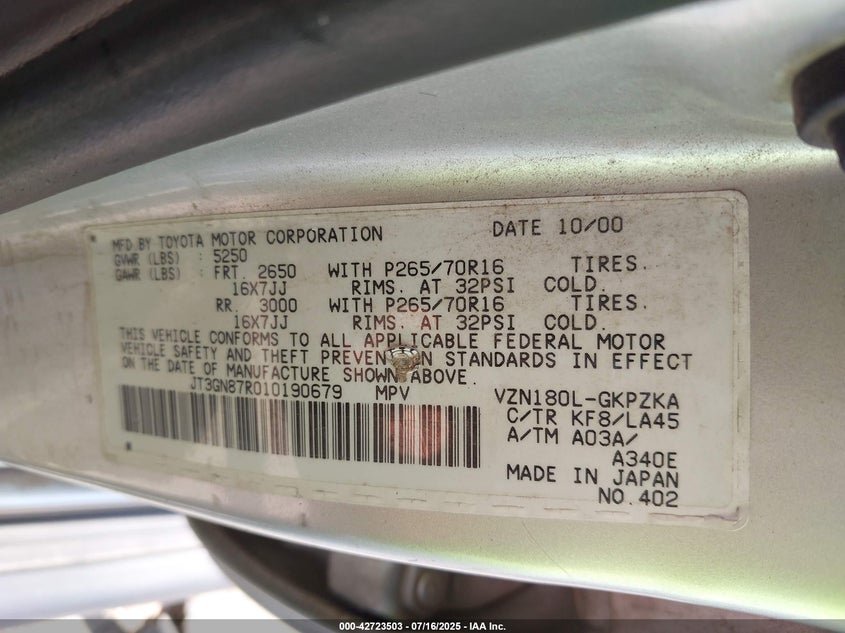 MFD BY TOYOTA MOTOR CORPORATION DATE 10/00
GVWR (LBS) : 5250
GAWR (LBS) : FRT. 2650 WITH P265/70R16 TIRES.
16X7JJ RIMS. AT 32PSI COLD.
RR. 3000 WITH P265/70R16 TIRES.
16X7JJ RIMS. AT 32PSI COLD.
THIS VEHICLE CONFORMS TO ALL APPLICABLE FEDERAL MOTOR
VEHICLE SAFETY AND THEFT PREVENTION STANDARDS IN EFFECT
ON THE DATE OF MANUFACTURE SHOWN ABOVE.
JT3GN87R010190679 MPV VZN180L-GKPZKA
C/TR KF8/LA45
A/TM A03A/
A340E
MADE IN JAPAN
NO.402
000-42723503 - 07/16/2025 - IAA Inc.